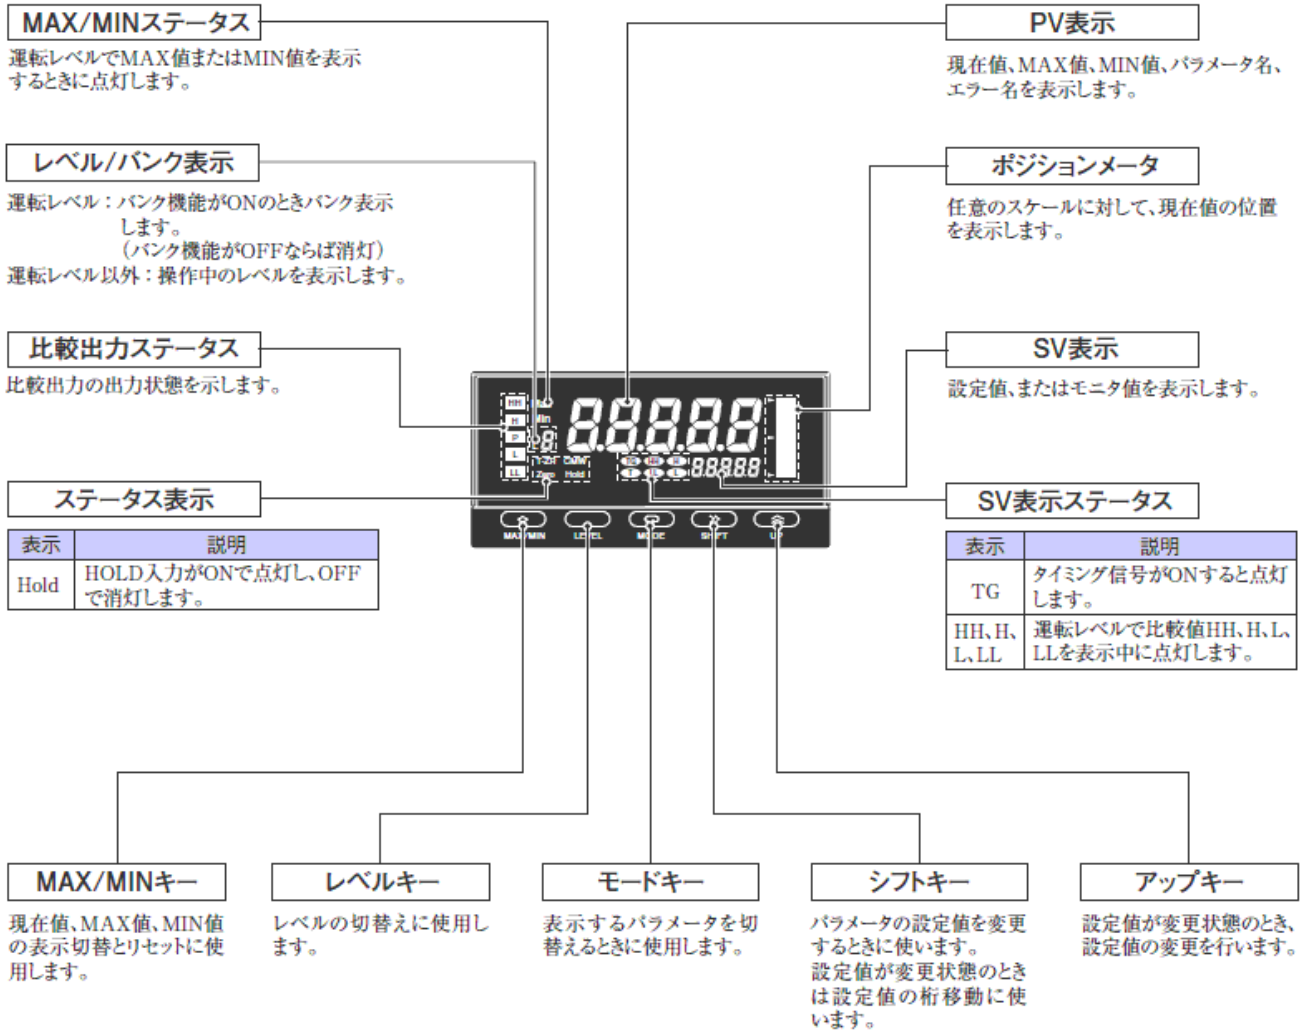 MAX/MINステータス
運転レベルでMAX値またはMIN値を表示
するときに点灯します。
レベル/バンク表示
運転レベル：バンク機能がONのときバンク表示
します。
（バンク機能がOFFならば消灯）
運転レベル以外：操作中のレベルを表示します。
比較出力ステータス
比較出力の出力状態を示します。
ステータス表示
表示 説明
Hold HOLD入力がONで点灯し、OFF
で消灯します。
PV表示
現在値、MAX値、MIN値、パラメータ名、
エラー名を表示します。
ポジションメータ
任意のスケールに対して、現在値の位置
を表示します。
SV表示
設定値、またはモニタ値を表示します。
SV表示ステータス
表示 説明
TG タイミング信号がONすると点灯
します。
HH、H、 運転レベルで比較値HH、H、L、
L、LL LLを表示中に点灯します。
HH
H
Min
P
L
LL
Zero Hold
TG HH H
T LL L
8.8.8.8.8
8.8.8.8.8
MAX/MIN LEVEL MODE SHIFT UP
MAX/MINキー
現在値、MAX値、MIN値
の表示切替とリセットに使
用します。
レベルキー
レベルの切替えに使用し
ます。
モードキー
表示するパラメータを切
替えるときに使用します。
シフトキー
パラメータの設定値を変更
するときに使います。
設定値が変更状態のとき
は設定値の桁移動に使
います。
アップキー
設定値が変更状態のとき、
設定値の変更を行います。